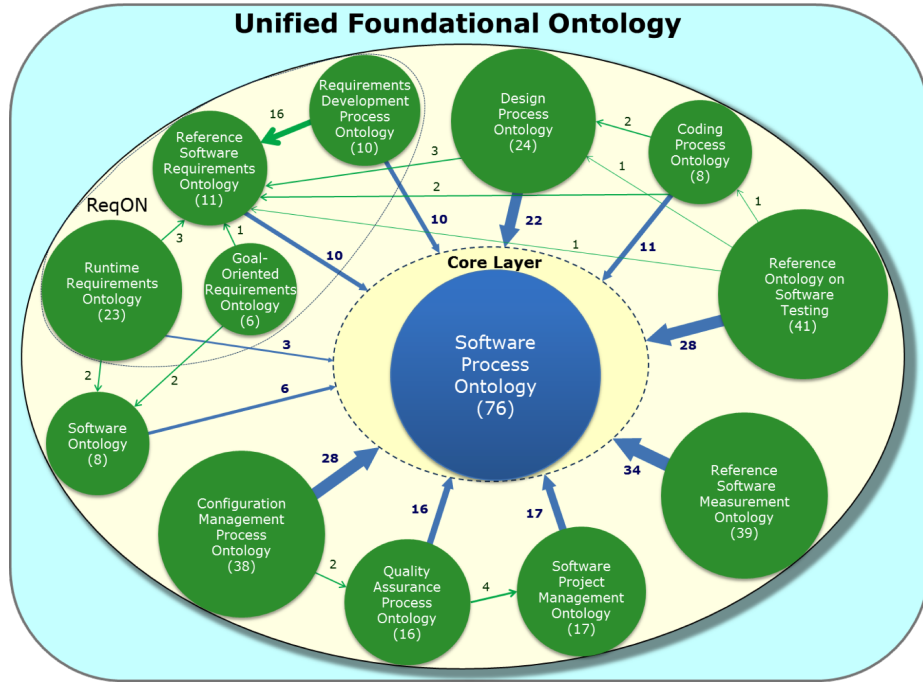 Unified Foundational Ontology
Requirements
Development Process
Ontology
(10)
16
Reference
Software
Requirements
Ontology
(11)
Design
Process
Ontology
(24)
2
Coding
Process
Ontology
(8)
3
1
2
1
ReqON
3
1
10
10
22
11
1
Runtime
Requirements
Ontology
(23)
Goal-
Oriented
Requirements
Ontology
(6)
Core Layer
Reference
Ontology on
Software
Testing
(41)
Software
Process
Ontology
(76)
3
28
2
2
6
Software
Ontology
(8)
28
34
Reference
Software
Measurement
Ontology
(39)
Configuration
Management
Process
Ontology
(38)
16
17
2
Quality
Assurance
Process
Ontology
(16)
4
Software
Project
Management
Ontology
(17)